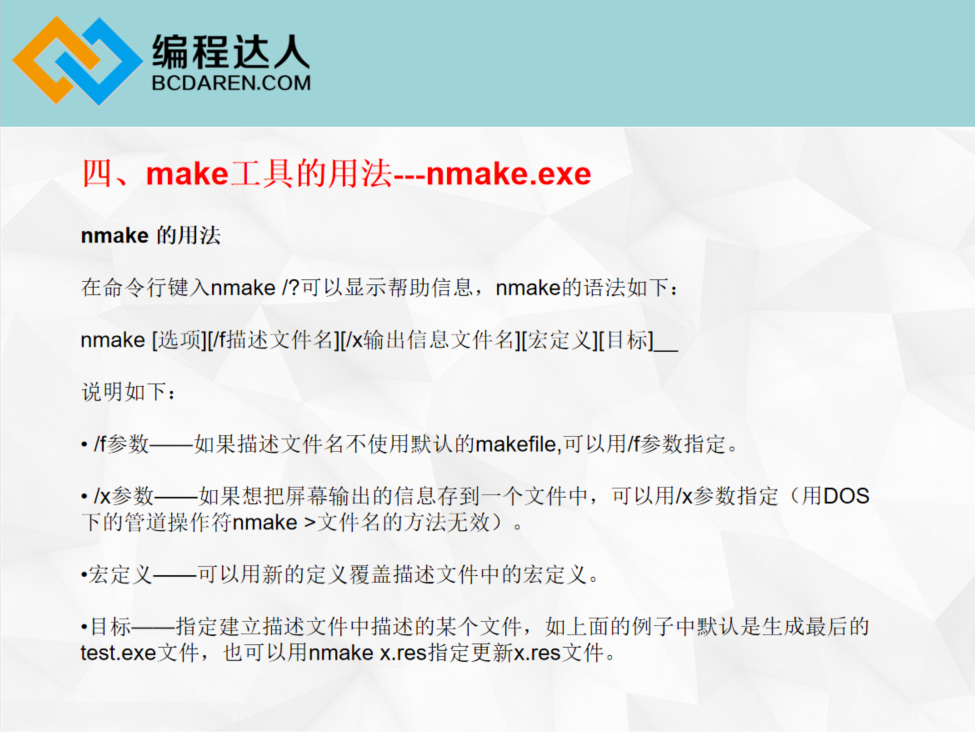 编程达人
BCDAREN.COM
四、make工具的用法---nmake.exe
nmake 的用法
在命令行键入nmake /?可以显示帮助信息，nmake的语法如下：
nmake [选项][/f描述文件名][/x输出信息文件名][宏定义][目标]__
说明如下：
• /f参数——如果描述文件名不使用默认的makefile,可以用/f参数指定。
• /x参数——如果想把屏幕输出的信息存到一个文件中，可以用/x参数指定（用DOS
下的管道操作符nmake >文件名的方法无效）。
•宏定义——可以用新的定义覆盖描述文件中的宏定义。
•目标——指定建立描述文件中描述的某个文件，如上面的例子中默认是生成最后的
test.exe文件，也可以用nmake x.res指定更新x.res文件。